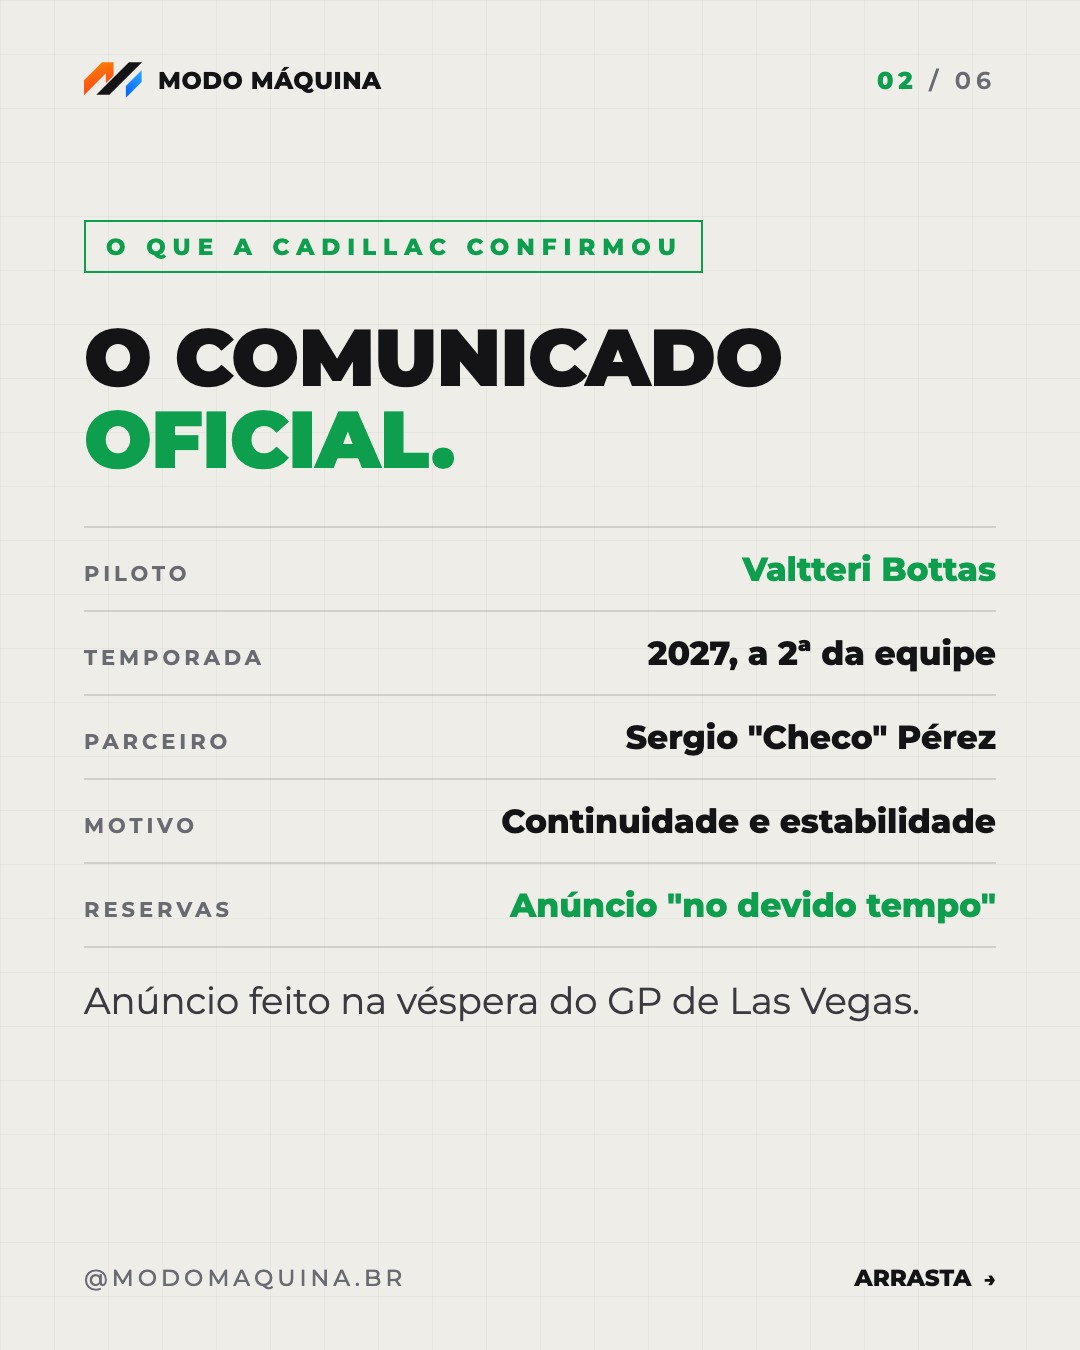 MODO MÁQUINA
02 / 06
O QUE A CADILLAC CONFIRMOU
O COMUNICADO
OFICIAL.
PILOTO Valtteri Bottas
TEMPORADA 2027, a 2ª da equipe
PARCEIRO Sergio "Checo" Pérez
MOTIVO Continuidade e estabilidade
RESERVAS Anúncio "no devido tempo"
Anúncio feito na véspera do GP de Las Vegas.
@MODOMAQUINA.BR
ARRASTA →